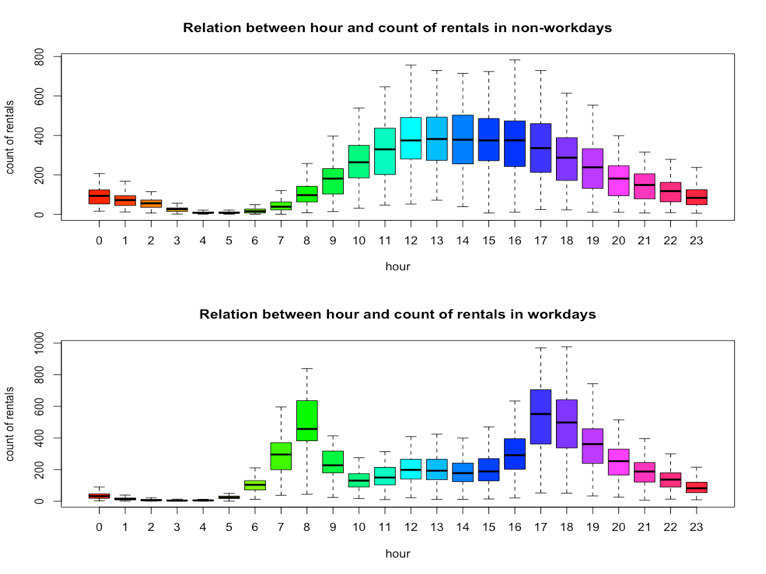 Relation between hour and count of rentals in non-workdays
count of rentals
800
600
400
200
0
0 1 2 3 4 5 6 7 8 9 10 11 12 13 14 15 16 17 18 19 20 21 22 23
hour
Relation between hour and count of rentals in workdays
count of rentals
1000
800
600
400
200
0
0 1 2 3 4 5 6 7 8 9 10 11 12 13 14 15 16 17 18 19 20 21 22 23
hour